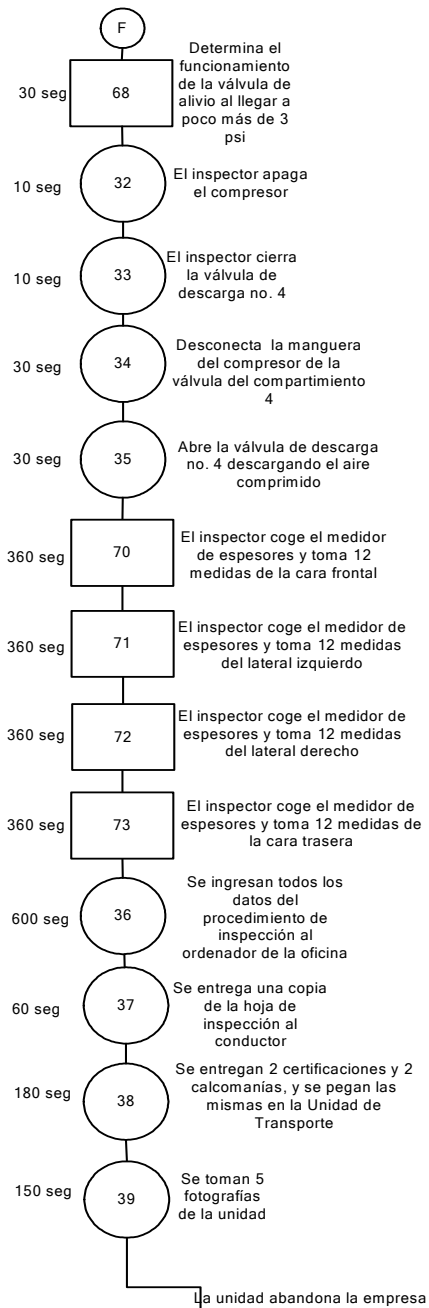 F
Determina el
funcionamiento
de la válvula de
alivio al llegar a
poco más de 3
psi
30 seg
68
10 seg
32
El inspector apaga
el compresor
10 seg
33
El inspector cierra
la válvula de
descarga no. 4
30 seg
34
Desconecta la manguera
del compresor de la
válvula del compartimiento
4
30 seg
35
Abre la válvula de descarga
no. 4 descargando el aire
comprimido
360 seg
70
El inspector coge el medidor
de espesores y toma 12
medidas de la cara frontal
360 seg
71
El inspector coge el medidor de
espesores y toma 12 medidas
del lateral izquierdo
360 seg
72
El inspector coge el medidor de
espesores y toma 12 medidas
del lateral derecho
360 seg
73
El inspector coge el medidor de
espesores y toma 12 medidas de
la cara trasera
600 seg
36
Se ingresan todos los
datos del
procedimiento de
inspección al
ordenador de la oficina
60 seg
37
Se entrega una copia
de la hoja de
inspección al
conductor
180 seg
38
Se entregan 2 certificaciones y 2
calcomanías, y se pegan las
mismas en la Unidad de
Transporte
150 seg
39
Se toman 5
fotografías
de la unidad
La unidad abandona la empresa